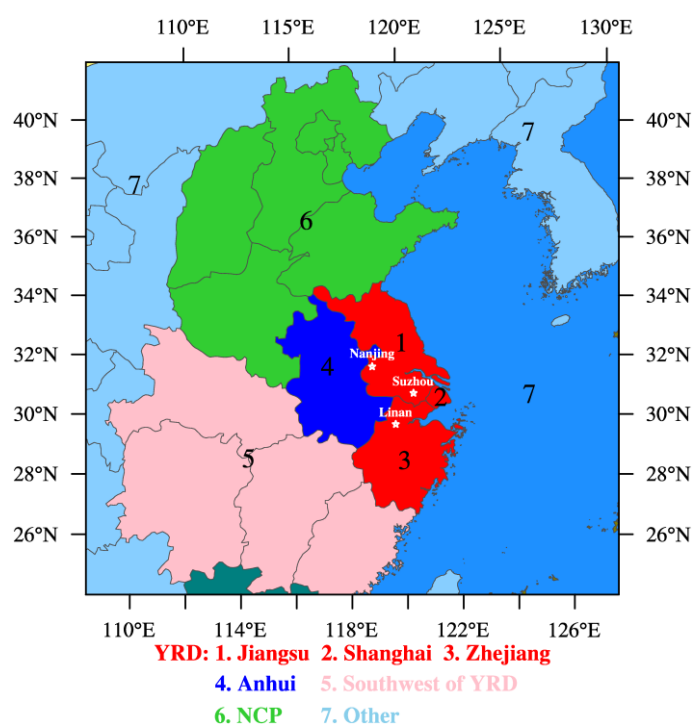 110°E 115°E 120°E 125°E 130°E
40°N 40°N
7
7
38°N 38°N
6
36°N 36°N
34°N 34°N
1
32°N Nanjing 32°N
4
Suzhou
2 7
30°N Linan 30°N
5 3
28°N 28°N
26°N 26°N
110°E 114°E 118°E 122°E 126°E
YRD: 1. Jiangsu 2. Shanghai 3. Zhejiang
4. Anhui 5. Southwest of YRD
6. NCP 7. Other